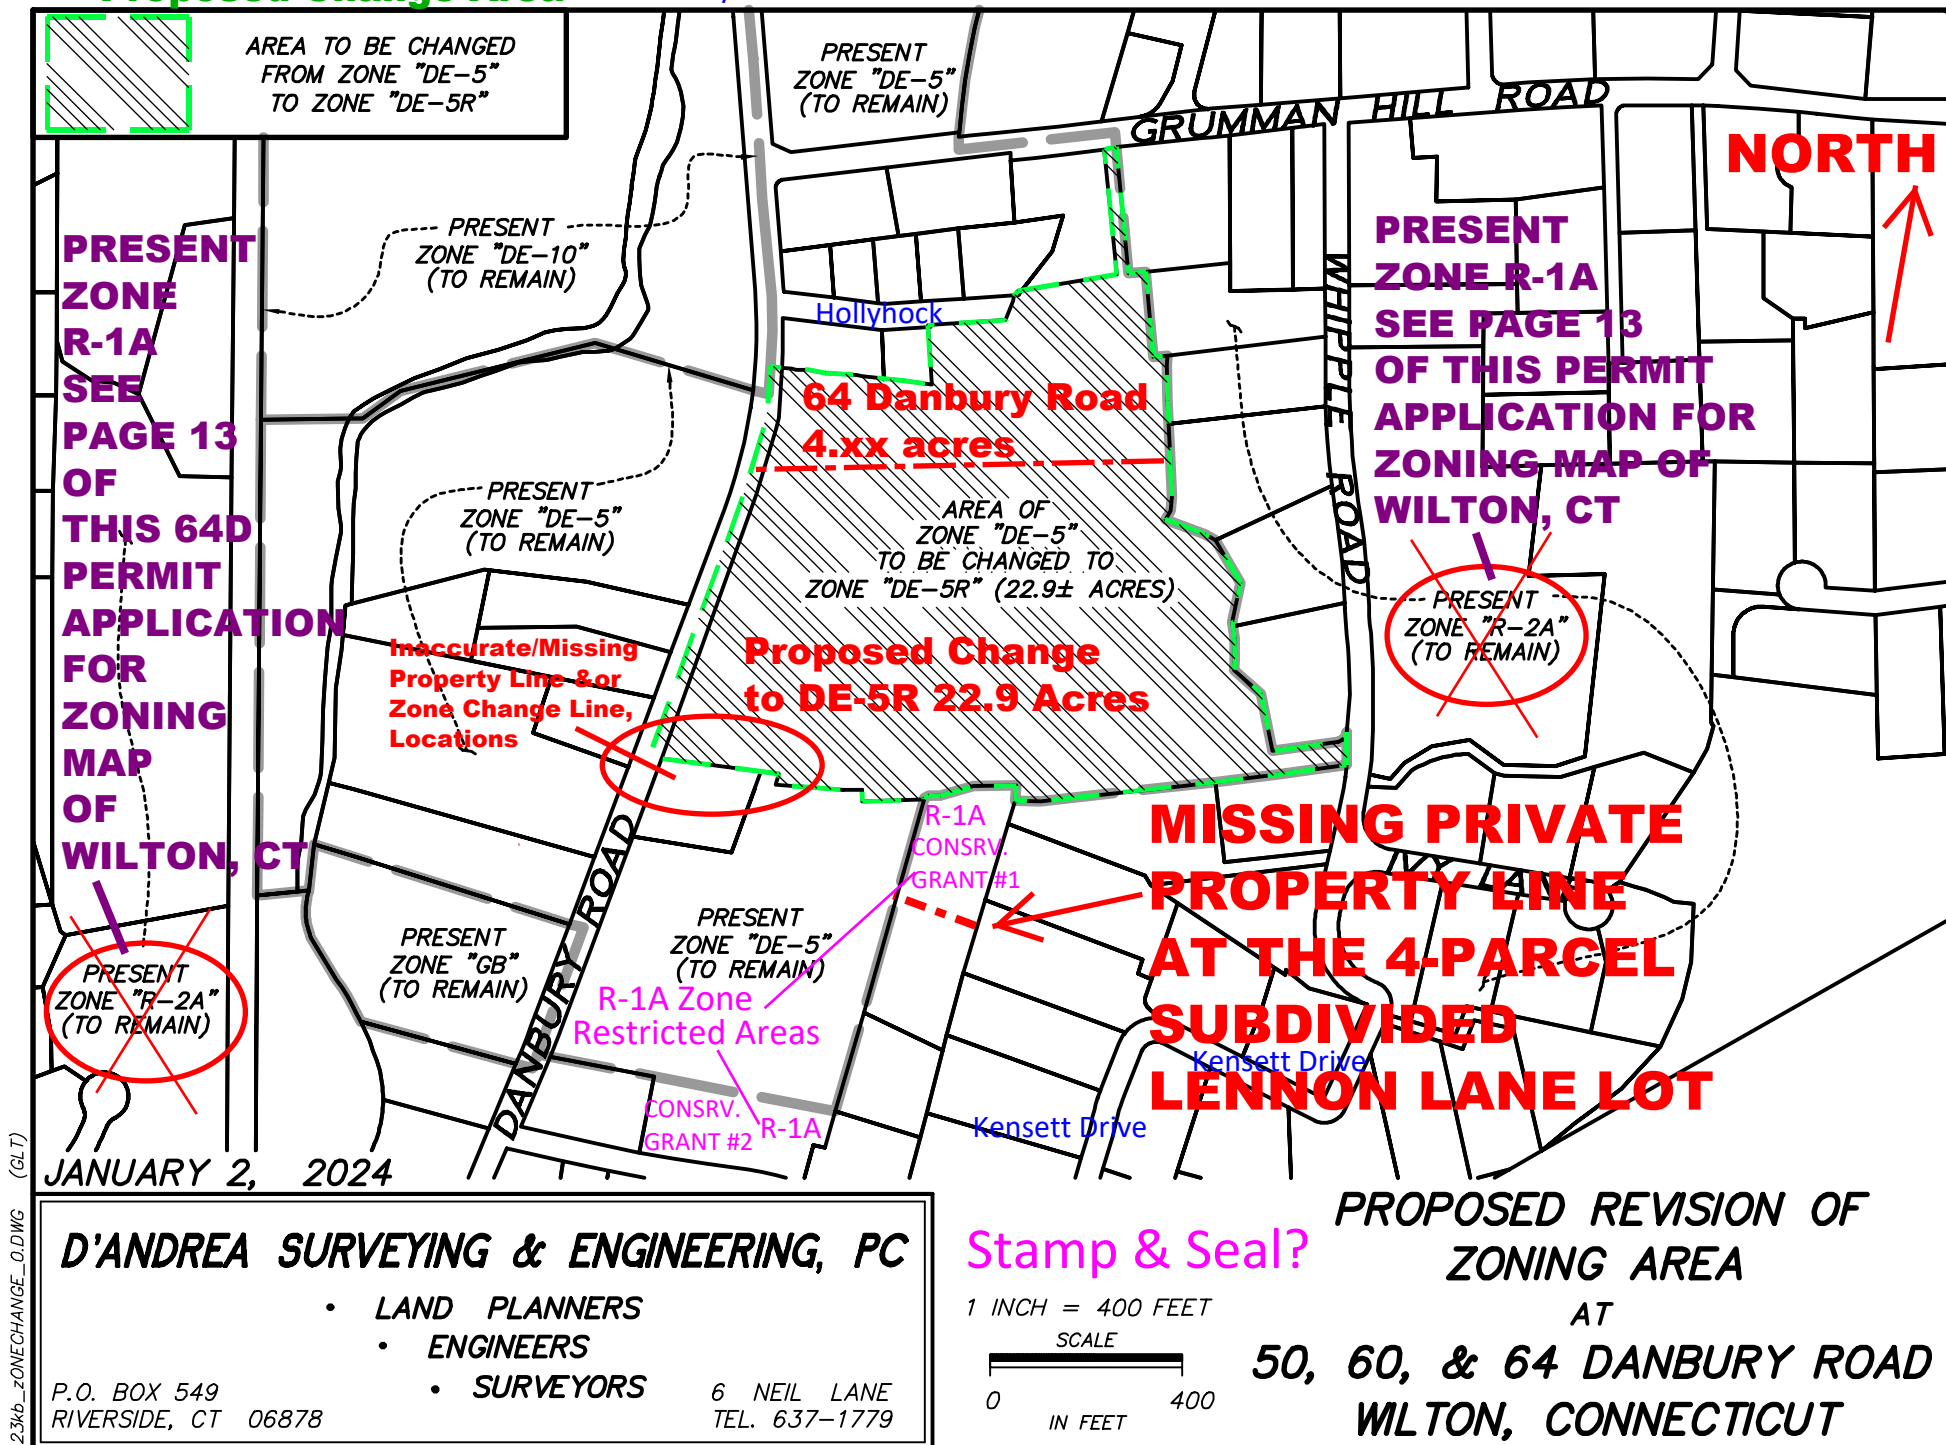 Proposed Change Area
AREA TO BE CHANGED
FROM ZONE "DE-5"
TO ZONE "DE-5R"
PRESENT
ZONE "DE-5"
(TO REMAIN)
GRUMMAN HILL ROAD
NORTH
PRESENT
ZONE "DE-10"
(TO REMAIN)
PRESENT
ZONE
R-1A
SEE
PAGE 13
OF
THIS 64D
PERMIT
APPLICATION
FOR
ZONING
MAP
OF
WILTON, CT
PRESENT
ZONE R-1A
SEE PAGE 13
OF THIS PERMIT
APPLICATION FOR
ZONING MAP OF
WILTON, CT
WHIPPLE ROAD
Hollyhock
64 Danbury Road
4.xx acres
PRESENT
ZONE "DE-5"
(TO REMAIN)
AREA OF
ZONE "DE-5"
TO BE CHANGED TO
ZONE "DE-5R" (22.9± ACRES)
PRESENT
ZONE "R-2A"
(TO REMAIN)
Inaccurate/Missing
Property Line &or
Zone Change Line,
Locations
Proposed Change
to DE-5R 22.9 Acres
R-1A
CONSRV.
GRANT #1
MISSING PRIVATE
PROPERTY LINE
AT THE 4-PARCEL
SUBDIVIDED
LENNON LANE LOT
DANBURY ROAD
PRESENT
ZONE "GB"
(TO REMAIN)
PRESENT
ZONE "DE-5"
(TO REMAIN)
R-1A Zone
Restricted Areas
PRESENT
ZONE "R-2A"
(TO REMAIN)
Kensett Drive
Kensett Drive
CONSRV.
GRANT #2
R-1A
JANUARY 2, 2024
23kb_zONECHANGE_0.DWG (GLT)
D'ANDREA SURVEYING & ENGINEERING, PC
• LAND PLANNERS
• ENGINEERS
• SURVEYORS
P.O. BOX 549
RIVERSIDE, CT 06878
6 NEIL LANE
TEL. 637-1779
Stamp & Seal?
1 INCH = 400 FEET
SCALE
0 400
IN FEET
PROPOSED REVISION OF
ZONING AREA
AT
50, 60, & 64 DANBURY ROAD
WILTON, CONNECTICUT